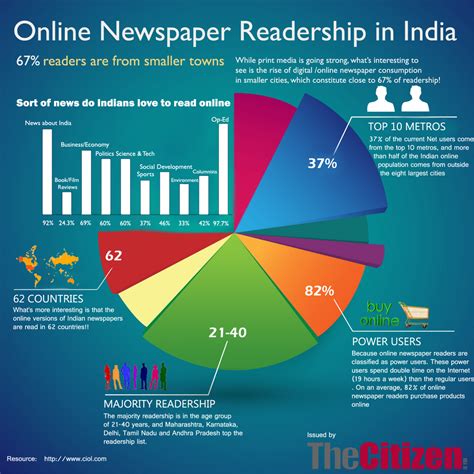 Online Newspaper Readership in India
67% readers are from smaller towns
While print media is going strong, what's interesting to
see is the rise of digital /online newspaper consumption
in smaller cities, which constitute close to 67% of readership!
Sort of news do Indians love to read online
News about India
Book/Film
Reviews
Business/Economy
Politics
Science & Tech
Sports
Social Development
Environment
Columns
Op-Ed
92% 24.3% 69% 60% 60% 37% 46% 33% 42% 97.7%
TOP 10 METROS
37% of the current Net users come
from the top 10 metros, and more
than half of the Indian online
population comes from outside
the eight largest cities
37%
62
82%
21-40
62 COUNTRIES
What's more interesting is that the
online versions of Indian newspapers
are read in 62 countries!!
buy
online
POWER USERS
Because online newspaper readers are
classified as power users. These power
users spend double time on the Internet
(19 hours a week) than the regular users
. On an average, 82% of online
newspaper readers purchase products
online
MAJORITY READERSHIP
The majority readership is in the age group
of 21-40 years, and Maharashtra, Karnataka,
Delhi, Tamil Nadu and Andhra Pradesh top the
readership list.
Resource: http://www.ciol.com
Issued by
TheCitizen